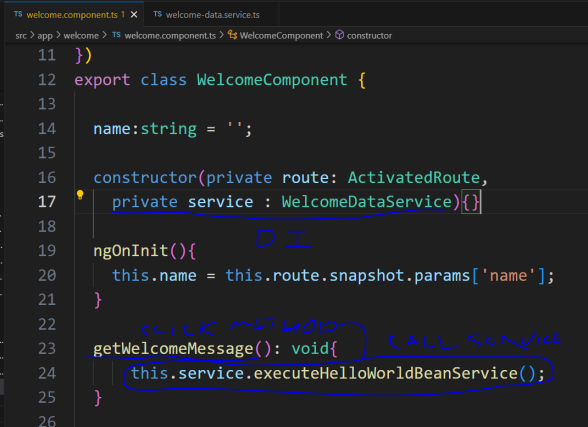 TS welcome.component.ts 1 × TS welcome-data.service.ts
src > app > welcome > TS welcome.component.ts > WelcomeComponent > constructor
11 })
12 export class WelcomeComponent {
13
14 name:string = '';
15
16 constructor(private route: ActivatedRoute,
17 private service : WelcomeDataService){}
18
DI
19 ngOnInit(){
20 this.name = this.route.snapshot.params['name'];
21 }
22
CLICK METHOD
CALL SERVICE
23 getWelcomeMessage(): void{
24 this.service.executeHelloWorldBeanService();
25 }
26